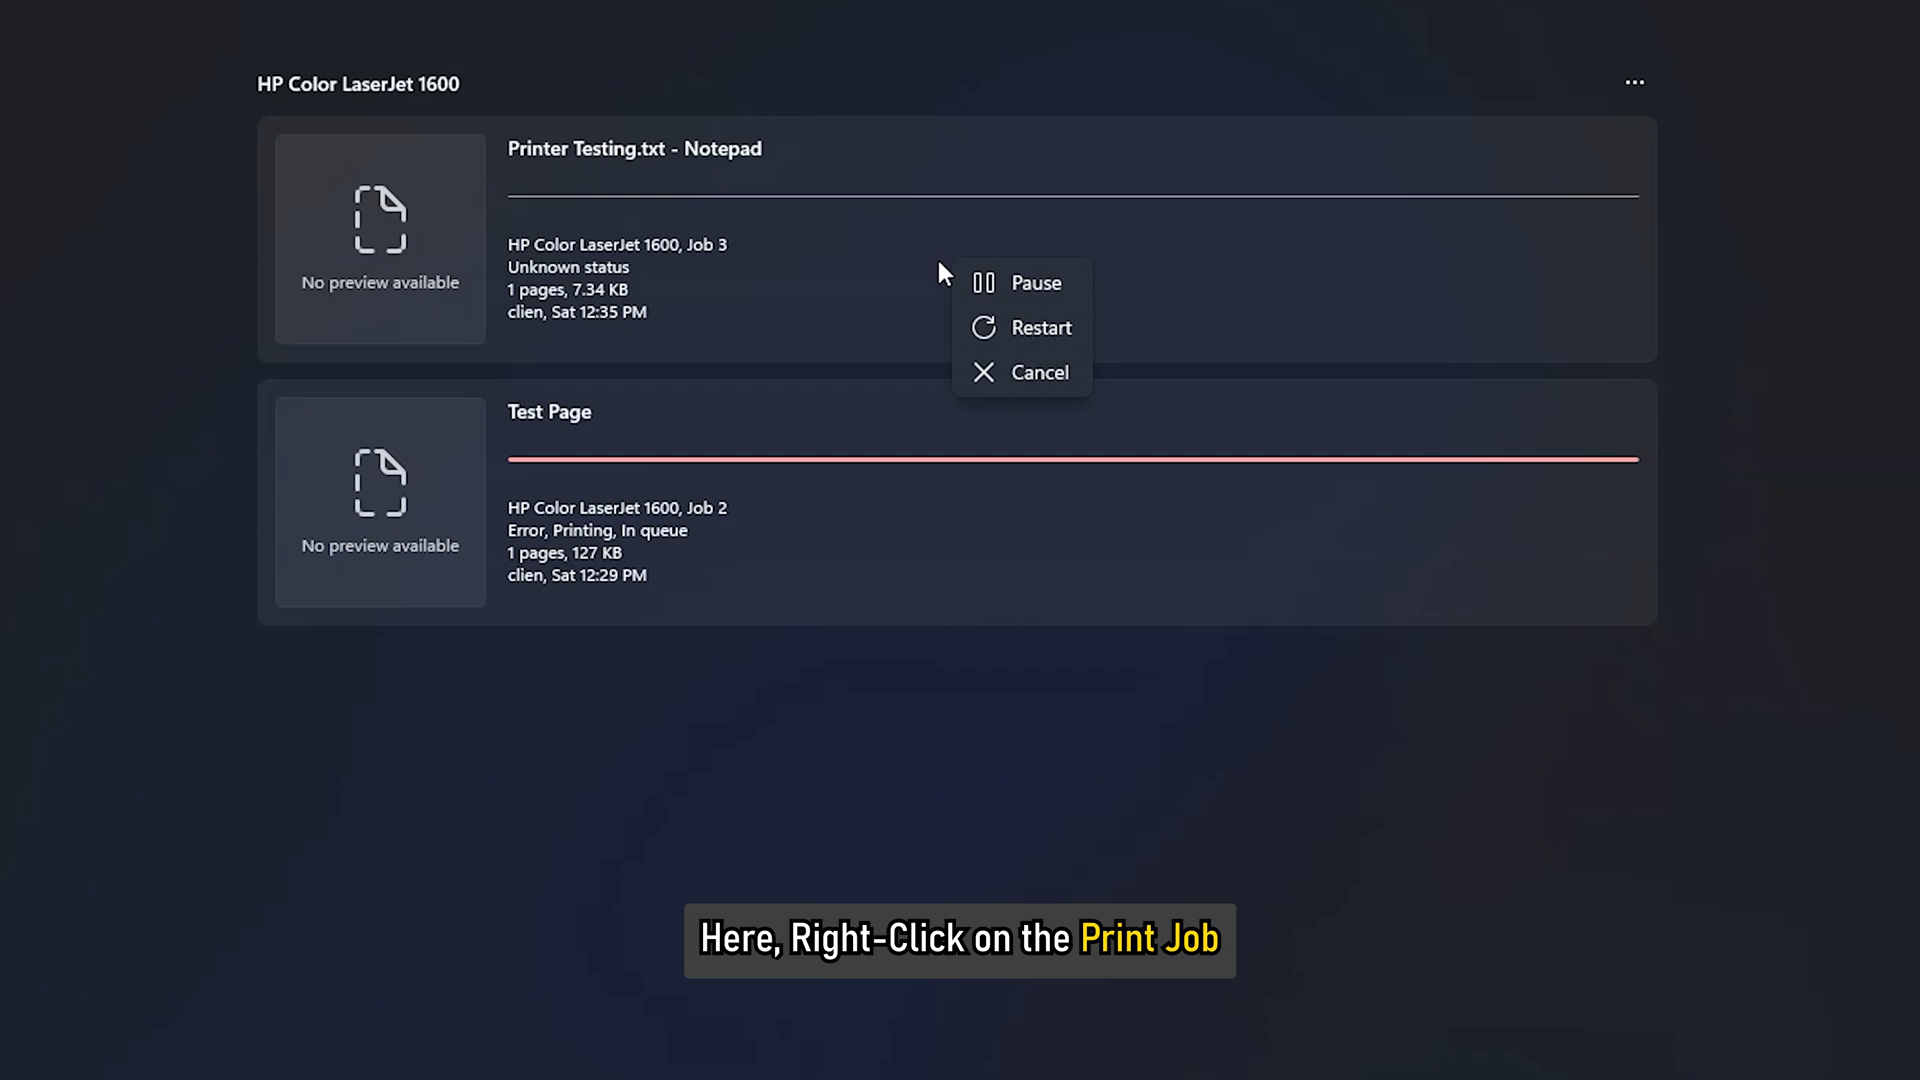 HP Color LaserJet 1600
...
Printer Testing.txt - Notepad
No preview available
HP Color LaserJet 1600, Job 3
Unknown status
1 pages, 7.34 KB
clien, Sat 12:35 PM
Pause
Restart
Cancel
Test Page
No preview available
HP Color LaserJet 1600, Job 2
Error, Printing, In queue
1 pages, 127 KB
clien, Sat 12:29 PM
Here, Right-Click on the Print Job